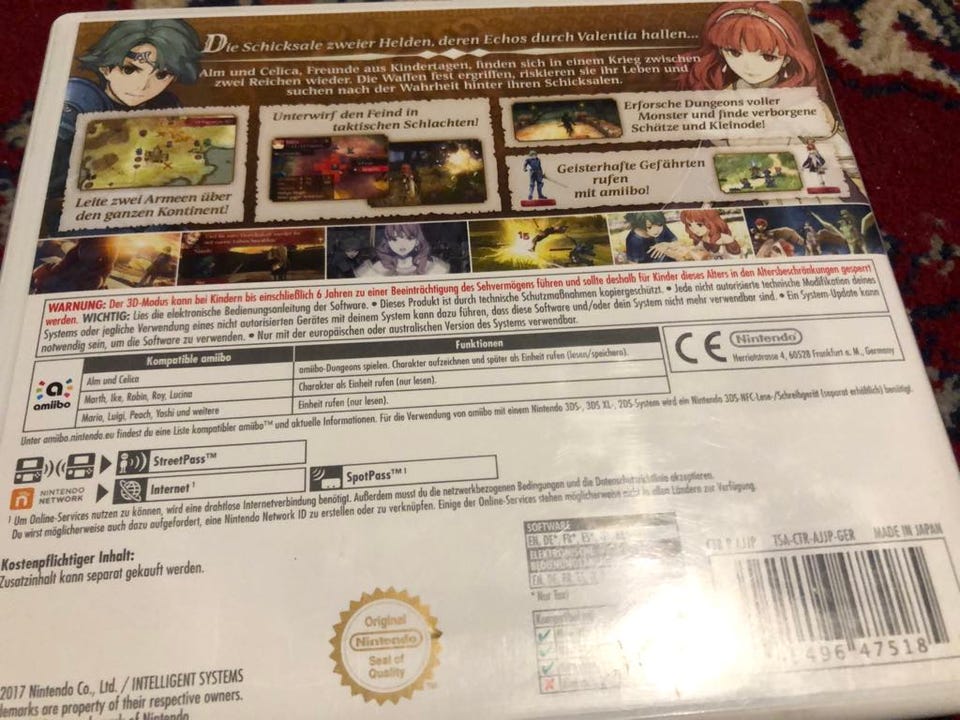 Die Schicksale zweier Helden, deren Echos durch Valentia hallen...
Alm und Celica, Freunde aus Kindertagen, finden sich in einem Krieg zwischen
zwei Reichen wieder. Die Waffen fest ergriffen, riskieren sie ihr Leben und
suchen nach der Wahrheit hinter ihren Schicksalen
Leite zwei Armeen über
den ganzen Kontinent!
Unterwirf den Feind in
taktischen Schlachten!
Erforsche Dungeons voller
Monster und finde verborgene
Schätze und Kleinode!
Geisterhafte Gefährten
rufen
mit amiibo!
WARNUNG: Der 3D-Modus kann bei Kindern bis einschließlich 6 Jahren zu einer Beeinträchtigung des Sehvermögens führen und sollte deshalb für Kinder dieses Alters in den Altersbeschränkungen gesperrt
werden. WICHTIG: Lies die elektronische Bedienungsanleitung der Software. • Dieses Produkt ist durch technische Schutzmaßnahmen kopiergeschützt. • Jede nicht autorisierte technische Modifikation deines
Systems oder jegliche Verwendung eines nicht autorisierten Gerätes mit deinem System kann dazu führen, dass diese Software und/oder dein System nicht mehr verwendbar sind. • Ein System-Update kann
notwendig sein, um die Software zu verwenden. • Nur mit der europäischen oder australischen Version des Systems verwendbar.
amiibo
Kompatible amiibo
Funktionen
Alm und Celica
amiibo-Dungeons spielen. Charakter aufzeichnen und später als Einheit rufen (lesen/speichern).
Marth, Ike, Robin, Roy, Lucina
Charakter als Einheit rufen (nur lesen).
Mario, Luigi, Peach, Yoshi und weitere
Einheit rufen (nur lesen).
CE
Nintendo
Herriotstrasse 4, 60528 Frankfurt a. M., Germany
Unter amiibo.nintendo.eu findest du eine Liste kompatibler amiibo™ und aktuelle Informationen. Für die Verwendung von amiibo mit einem Nintendo 3DS-, 3DS XL-, 2DS-System wird ein Nintendo 3DS-NFC-Lese-/Schreibgerät (separat erhältlich) benötigt.
StreetPass™
NINTENDO
NETWORK
Internet¹
SpotPass™¹
¹ Um Online-Services nutzen zu können, wird eine drahtlose Internetverbindung benötigt. Außerdem musst du die netzwerkbezogenen Bedingungen und die Datenschutzrichtlinie akzeptieren.
Du wirst möglicherweise auch dazu aufgefordert, eine Nintendo Network ID zu erstellen oder zu verknüpfen. Einige der Online-Services stehen möglicherweise nicht in allen Ländern zur Verfügung.
Kostenpflichtiger Inhalt:
Zusatzinhalt kann separat gekauft werden.
SOFTWARE
* Nur Text
TSA-CTR-AJJP-GER
MADE IN JAPAN
496 47518
Original
Nintendo
Seal of
Quality
TM
2017 Nintendo Co., Ltd. / INTELLIGENT SYSTEMS
demarks are property of their respective owners.
of Nintendo